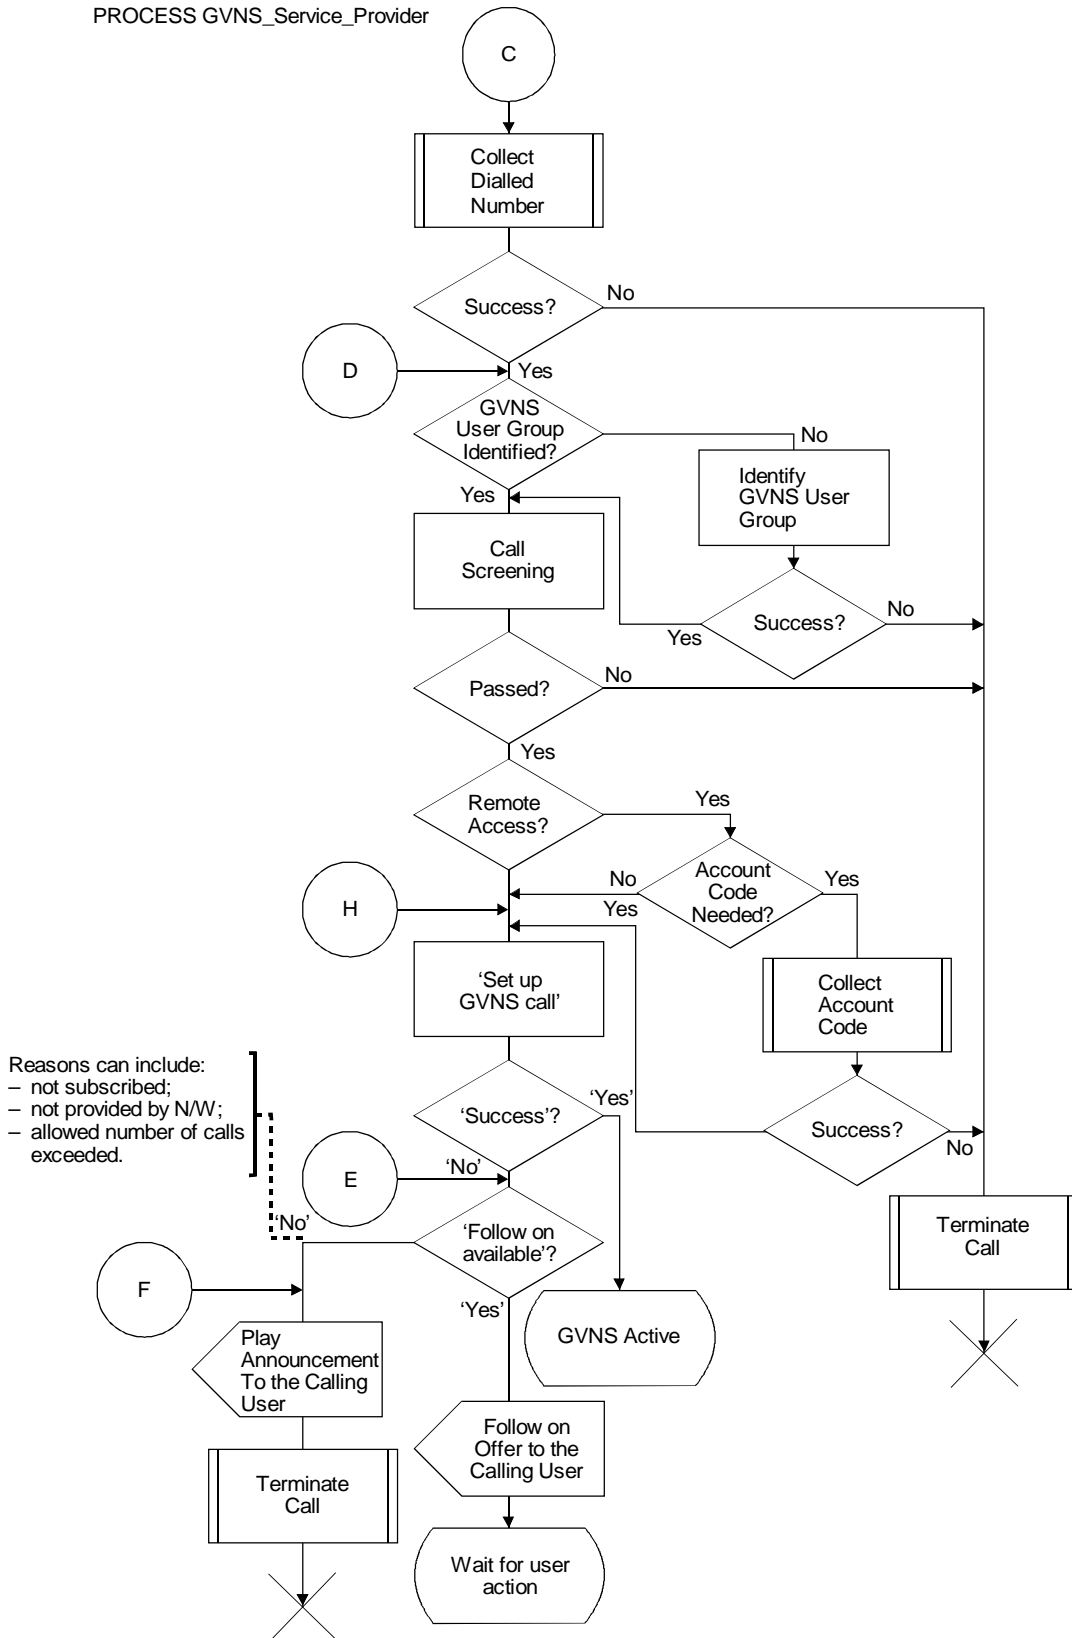 PROCESS GVNS_Service_Provider
C
Collect
Dialled
Number
Success?
No
D
Yes
GVNS
User Group
Identified?
No
Identify
GVNS User
Group
Yes
Call
Screening
Success?
No
Yes
Passed?
No
Yes
Remote
Access?
Yes
Account
Code
Needed?
No
Yes
H
Yes
Collect
Account
Code
‘Set up
GVNS call’
Reasons can include:
– not subscribed;
– not provided by N/W;
– allowed number of calls
exceeded.
‘Success’?
‘Yes’
Success?
No
‘No’
E
‘No’
‘Follow on
available’?
Terminate
Call
F
‘Yes’
GVNS Active
Play
Announcement
To the Calling
User
Follow on
Offer to the
Calling User
Terminate
Call
Wait for user
action